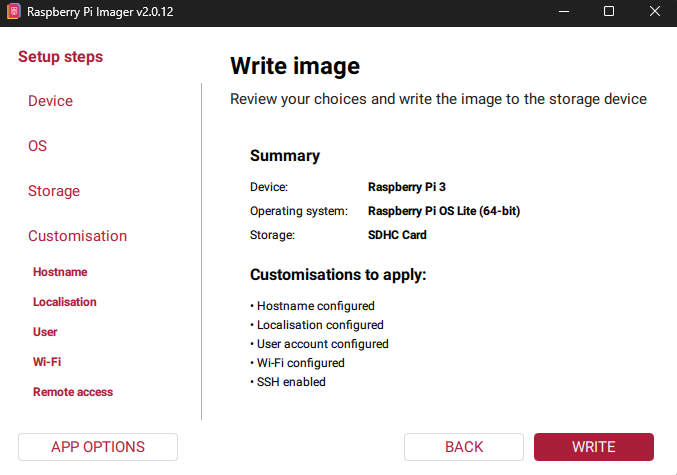 Raspberry Pi Imager v2.0.12
Setup steps
Device
OS
Storage
Customisation
Hostname
Localisation
User
Wi-Fi
Remote access
APP OPTIONS
Write image
Review your choices and write the image to the storage device
Summary
Device: Raspberry Pi 3
Operating system: Raspberry Pi OS Lite (64-bit)
Storage: SDHC Card
Customisations to apply:
• Hostname configured
• Localisation configured
• User account configured
• Wi-Fi configured
• SSH enabled
BACK
WRITE